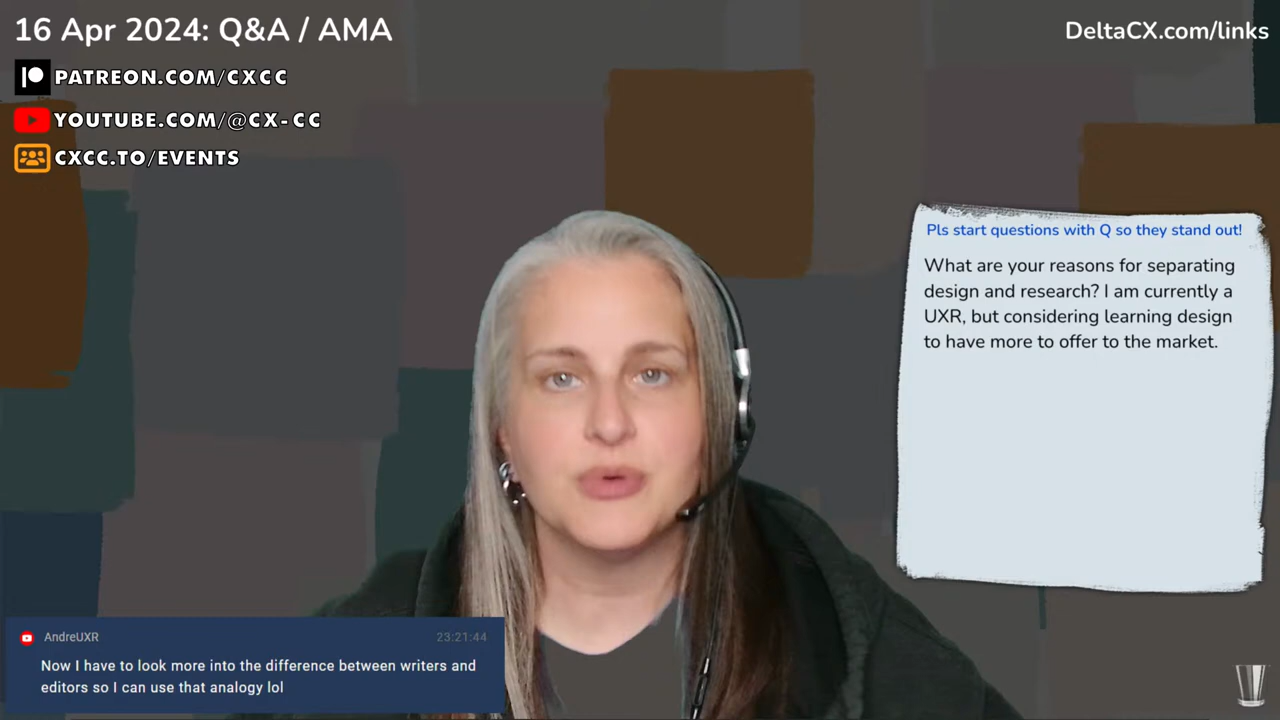 16 Apr 2024: Q&A / AMA
DeltaCX.com/links
PATREON.COM/CXCC
YOUTUBE.COM/@CX-CC
CXCC.TO/EVENTS
Pls start questions with Q so they stand out!
What are your reasons for separating
design and research? I am currently a
UXR, but considering learning design
to have more to offer to the market.
AndreUXR 23:21:44
Now I have to look more into the difference between writers and
editors so I can use that analogy lol